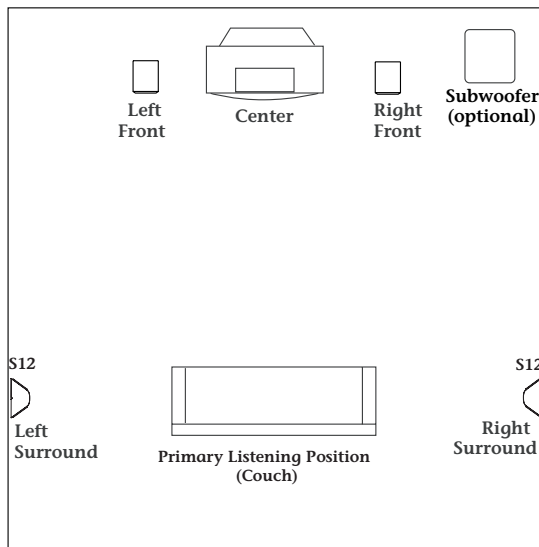 Left
Front
Center
Right
Front
Subwoofer
(optional)
S12
S12
Left
Surround
Primary Listening Position
(Couch)
Right
Surround